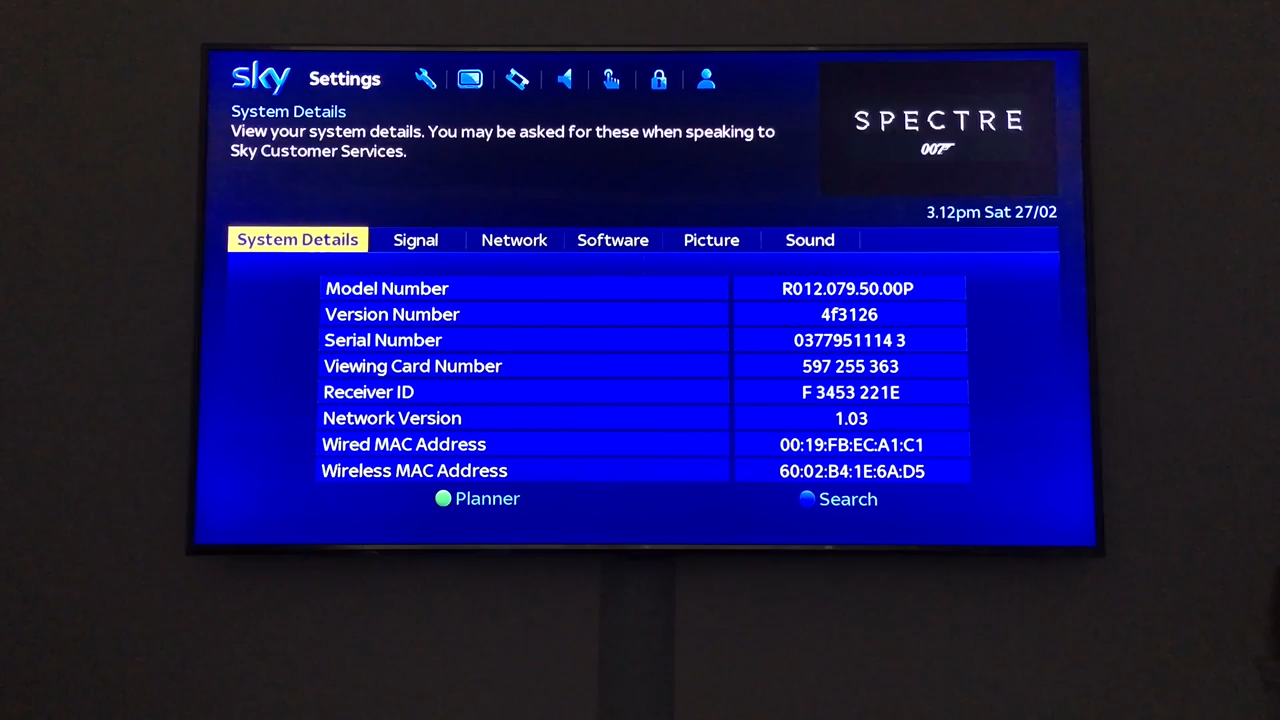 sky Settings
System Details
View your system details. You may be asked for these when speaking to
Sky Customer Services.
SPECTRE
007
3.12pm Sat 27/02
System Details Signal Network Software Picture Sound
Model Number R012.079.50.00P
Version Number 4f3126
Serial Number 0377951114 3
Viewing Card Number 597 255 363
Receiver ID F 3453 221E
Network Version 1.03
Wired MAC Address 00:19:FB:EC:A1:C1
Wireless MAC Address 60:02:B4:1E:6A:D5
Planner Search